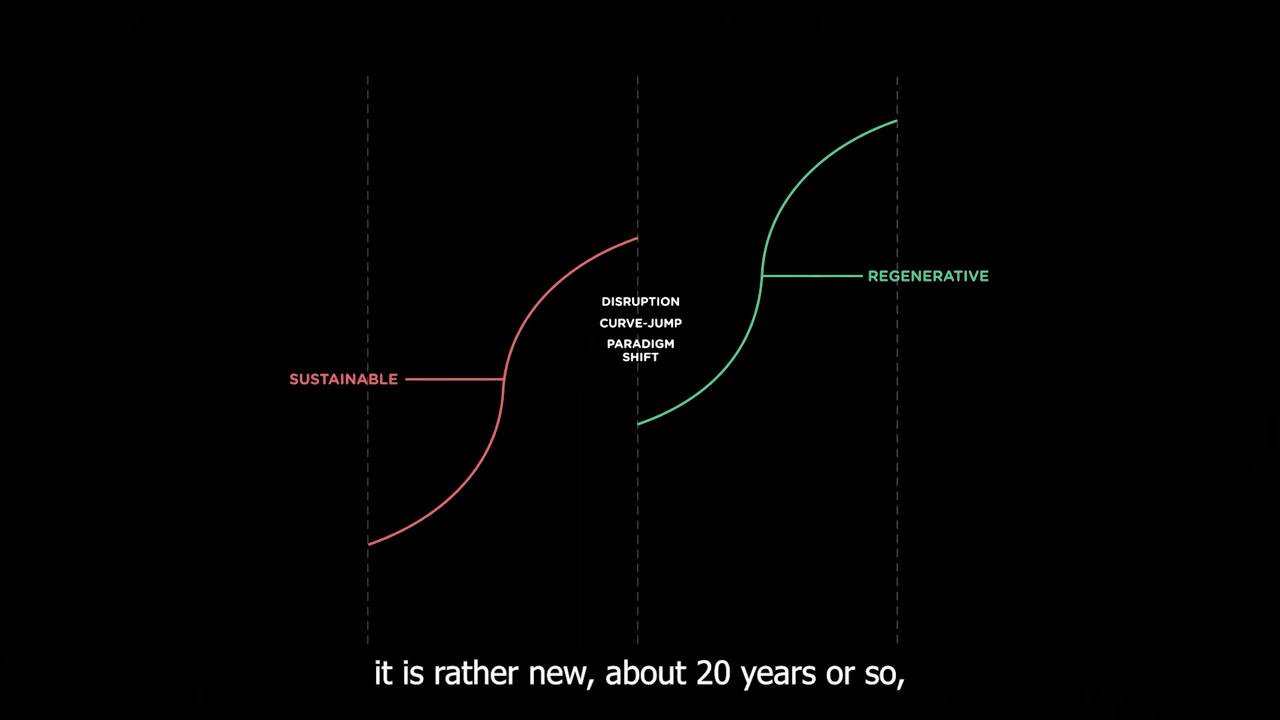 DISRUPTION
CURVE-JUMP
PARADIGM
SHIFT
REGENERATIVE
SUSTAINABLE
it is rather new, about 20 years or so,